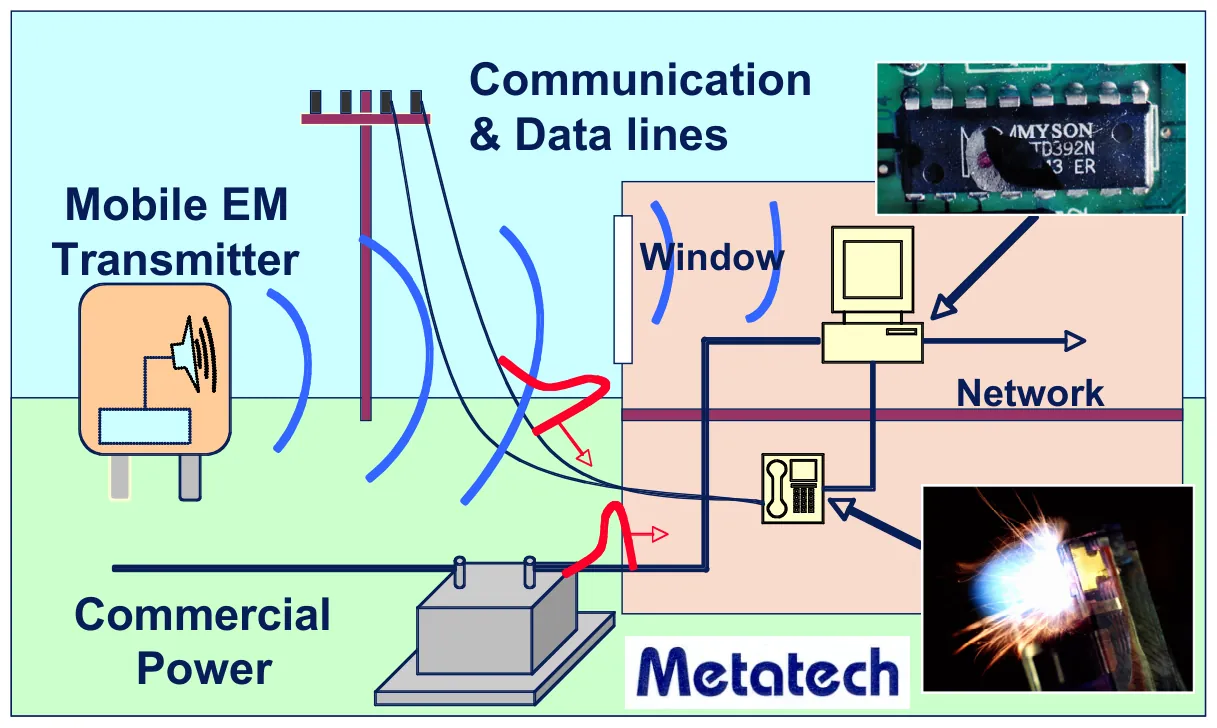 Communication
& Data lines
MYSON
TD392N
ER
Mobile EM
Transmitter
Window
Network
Commercial
Power
Metatech